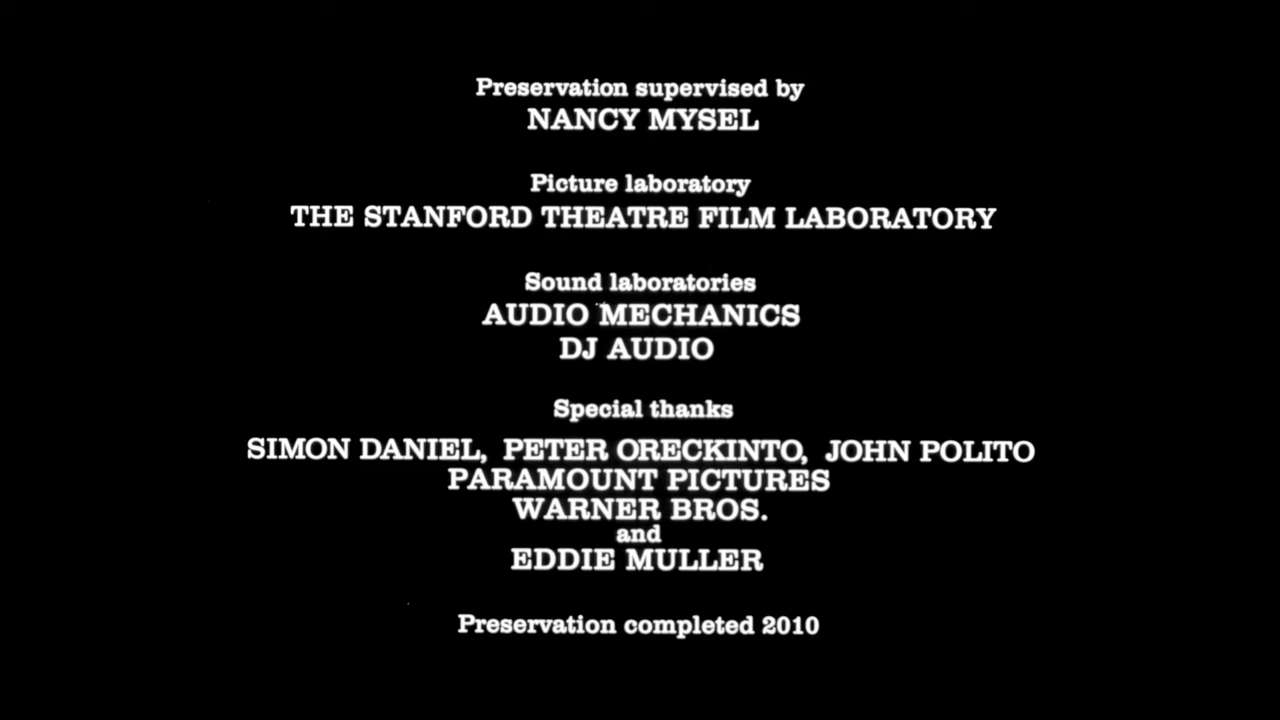 Preservation supervised by
NANCY MYSEL
Picture laboratory
THE STANFORD THEATRE FILM LABORATORY
Sound laboratories
AUDIO MECHANICS
DJ AUDIO
Special thanks
SIMON DANIEL, PETER ORECKINTO, JOHN POLITO
PARAMOUNT PICTURES
WARNER BROS.
and
EDDIE MULLER
Preservation completed 2010